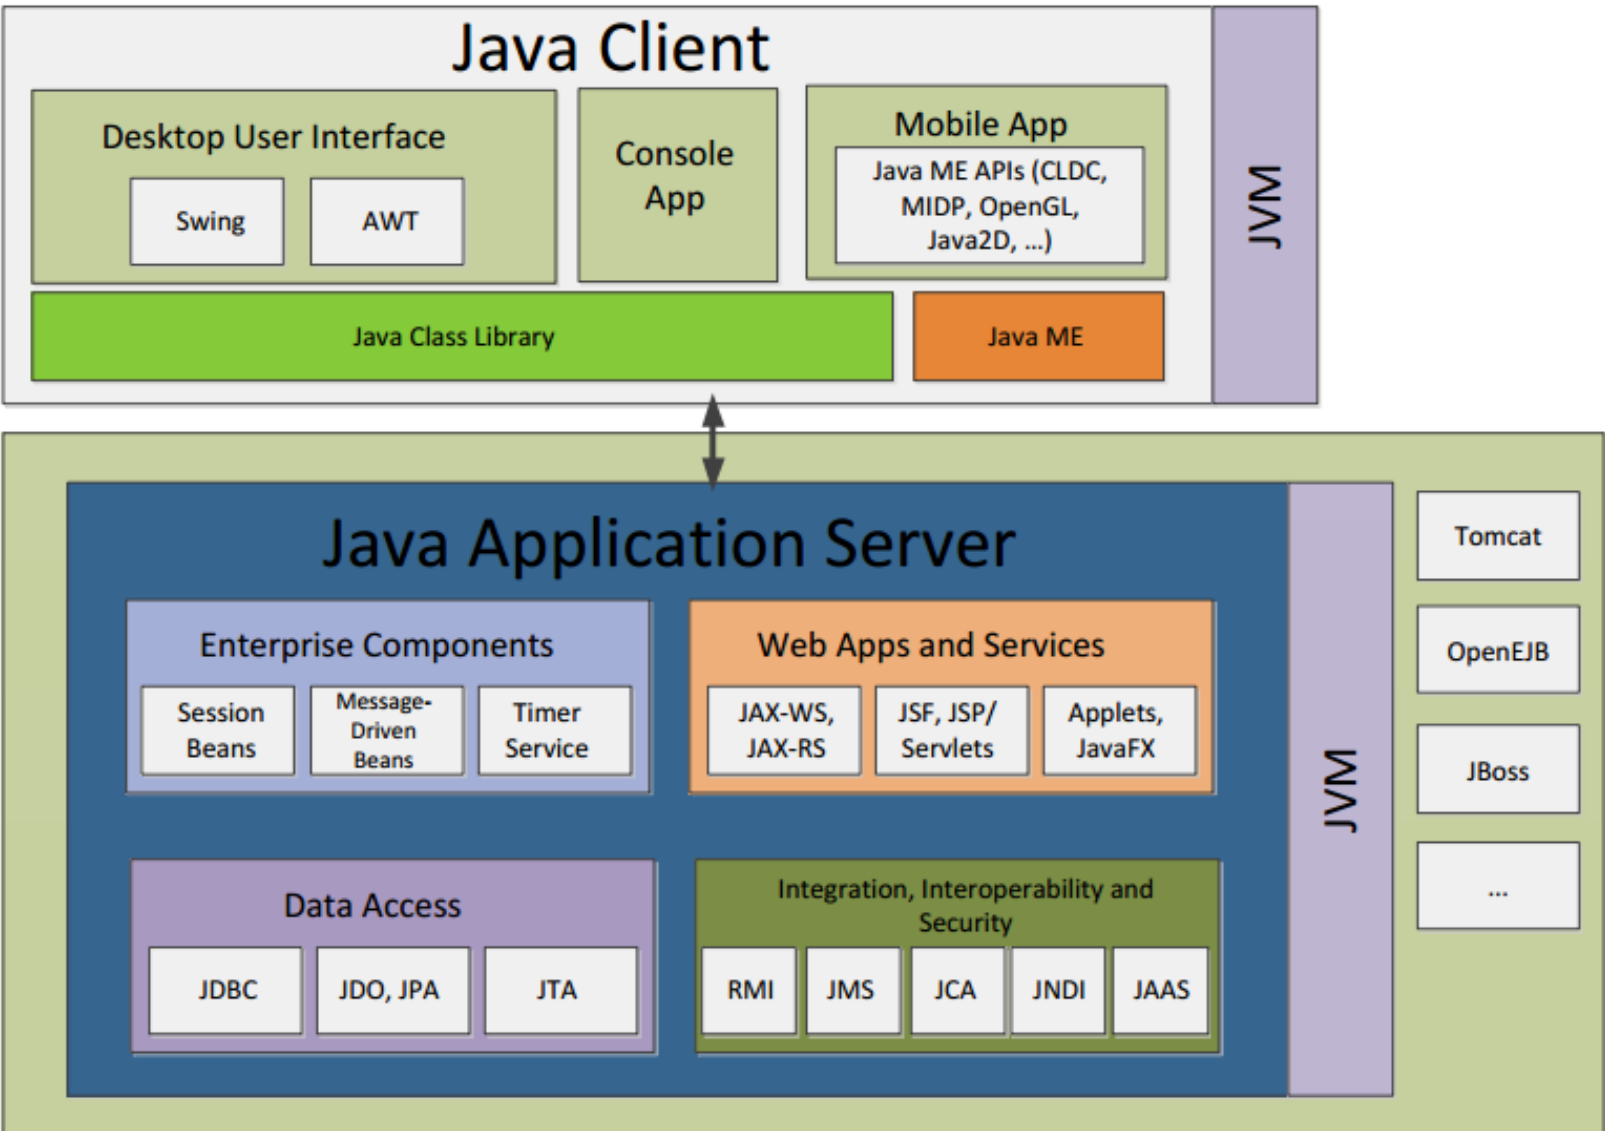 Java Client
Desktop User Interface
Swing
AWT
Console
App
Mobile App
Java ME APIs (CLDC,
MIDP, OpenGL,
Java2D, ...)
Java Class Library
Java ME
JVM
Java Application Server
Enterprise Components
Session
Beans
Message-
Driven
Beans
Timer
Service
Web Apps and Services
JAX-WS,
JAX-RS
JSF, JSP/
Servlets
Applets,
JavaFX
Data Access
JDBC
JDO, JPA
JTA
Integration, Interoperability and
Security
RMI
JMS
JCA
JNDI
JAAS
JVM
Tomcat
OpenEJB
JBoss
...